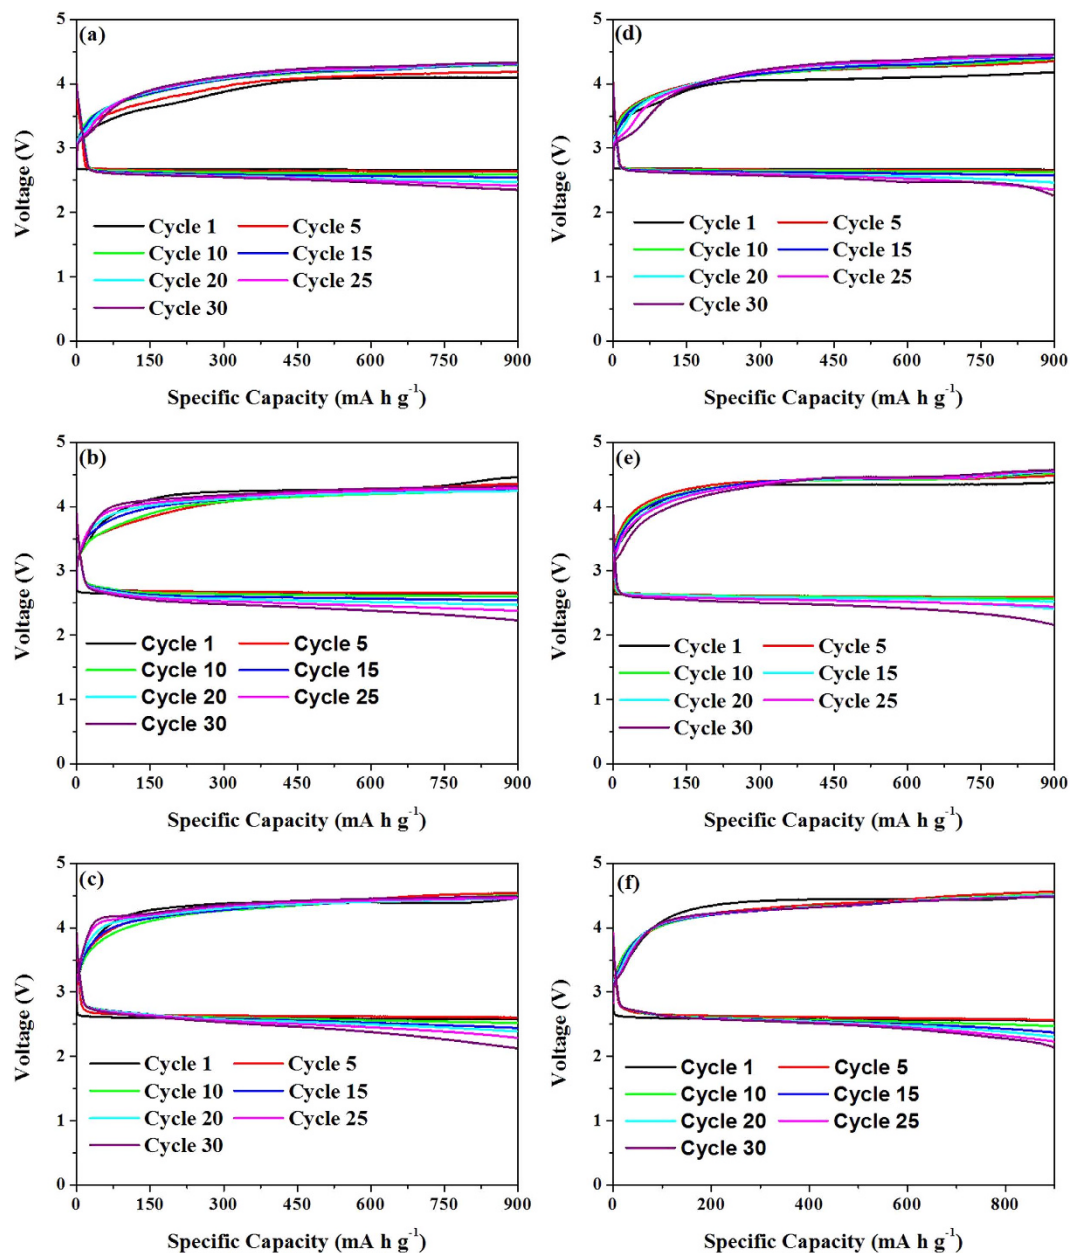 (a)
Voltage (V)
5
4
3
2
1
0
Cycle 1 Cycle 5
Cycle 10 Cycle 15
Cycle 20 Cycle 25
Cycle 30
0 150 300 450 600 750 900
Specific Capacity (mA h g-1)
(d)
Voltage (V)
5
4
3
2
1
0
Cycle 1 Cycle 5
Cycle 10 Cycle 15
Cycle 20 Cycle 25
Cycle 30
0 150 300 450 600 750 900
Specific Capacity (mA h g-1)
(b)
Voltage (V)
5
4
3
2
1
0
Cycle 1 Cycle 5
Cycle 10 Cycle 15
Cycle 20 Cycle 25
Cycle 30
0 150 300 450 600 750 900
Specific Capacity (mA h g-1)
(e)
Voltage (V)
5
4
3
2
1
0
Cycle 1 Cycle 5
Cycle 10 Cycle 15
Cycle 20 Cycle 25
Cycle 30
0 150 300 450 600 750 900
Specific Capacity (mA h g-1)
(c)
Voltage (V)
5
4
3
2
1
0
Cycle 1 Cycle 5
Cycle 10 Cycle 15
Cycle 20 Cycle 25
Cycle 30
0 150 300 450 600 750 900
Specific Capacity (mA h g-1)
(f)
Voltage (V)
5
4
3
2
1
0
Cycle 1 Cycle 5
Cycle 10 Cycle 15
Cycle 20 Cycle 25
Cycle 30
0 200 400 600 800
Specific Capacity (mA h g-1)